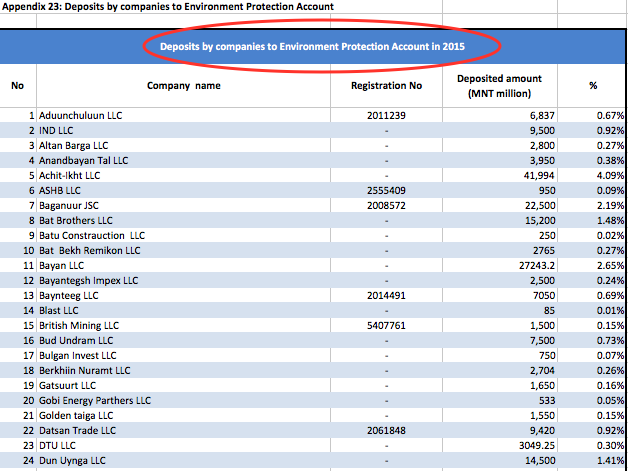 Appendix 23: Deposits by companies to Environment Protection Account
Deposits by companies to Environment Protection Account in 2015
No Company name Registration No Deposited amount (MNT million) %
1 Aduunchuluun LLC 2011239 6,837 0.67%
2 IND LLC - 9,500 0.92%
3 Altan Barga LLC - 2,800 0.27%
4 Anandbayan Tal LLC - 3,950 0.38%
5 Achit-Ikht LLC - 41,994 4.09%
6 ASHB LLC 2555409 950 0.09%
7 Baganuur JSC 2008572 22,500 2.19%
8 Bat Brothers LLC - 15,200 1.48%
9 Batu Constrauction LLC - 250 0.02%
10 Bat Bekh Remikon LLC - 2765 0.27%
11 Bayan LLC - 27243.2 2.65%
12 Bayantegsh Impex LLC - 2,500 0.24%
13 Baynteeg LLC 2014491 7050 0.69%
14 Blast LLC - 85 0.01%
15 British Mining LLC 5407761 1,500 0.15%
16 Bud Undram LLC - 7,500 0.73%
17 Bulgan Invest LLC - 750 0.07%
18 Berkhiin Nuramt LLC - 2,704 0.26%
19 Gatsuurt LLC - 1,650 0.16%
20 Gobi Energy Parthers LLC - 533 0.05%
21 Golden taiga LLC - 1,550 0.15%
22 Datsan Trade LLC 2061848 9,420 0.92%
23 DTU LLC - 3049.25 0.30%
24 Dun Uynga LLC - 14,500 1.41%